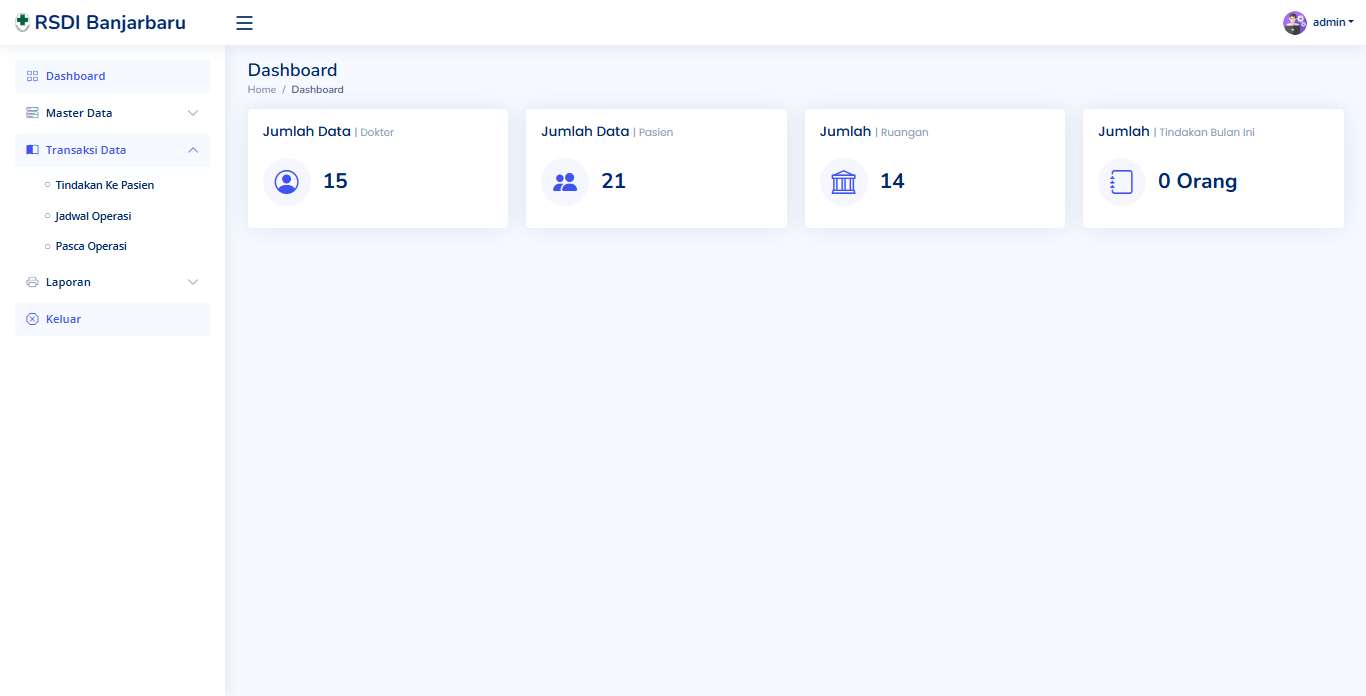 RSDI Banjarbaru
admin
Dashboard
Master Data
Transaksi Data
Tindakan Ke Pasien
Jadwal Operasi
Pasca Operasi
Laporan
Keluar
Dashboard
Home / Dashboard
Jumlah Data | Dokter
15
Jumlah Data | Pasien
21
Jumlah | Ruangan
14
Jumlah | Tindakan Bulan Ini
0 Orang